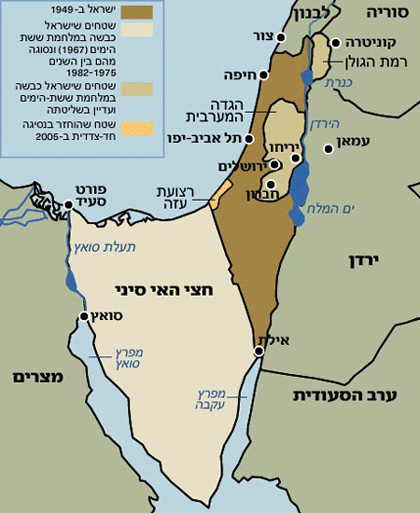 ישראל ב-1949
שטחים שישראל
כבשה במלחמת ששת
הימים (1967) ונסוגה
מהם בין השנים
1982-1975
שטחים שישראל כבשה
במלחמת ששת-הימים
ועדיין בשליטתה
שטח שהוחזר בנסיגה
חד-צדדית ב-2005
לבנון
סוריה
צור
קוניטרה
רמת הגולן
חיפה
כנרת
הגדה
המערבית
הירדן
תל אביב-יפו
עמאן
יריחו
ירושלים
חברון
רצועת
עזה
ים המלח
פורט
סעיד
תעלת סואץ
ירדן
חצי האי סיני
סואץ
אילת
מפרץ
סואץ
מצרים
מפרץ
עקבה
ערב הסעודית